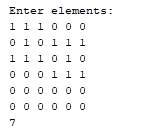 Enter elements:
1 1 1 0 0 0
0 1 0 1 1 1
1 1 1 0 1 0
0 0 0 1 1 1
0 0 0 0 0 0
0 0 0 0 0 0
7